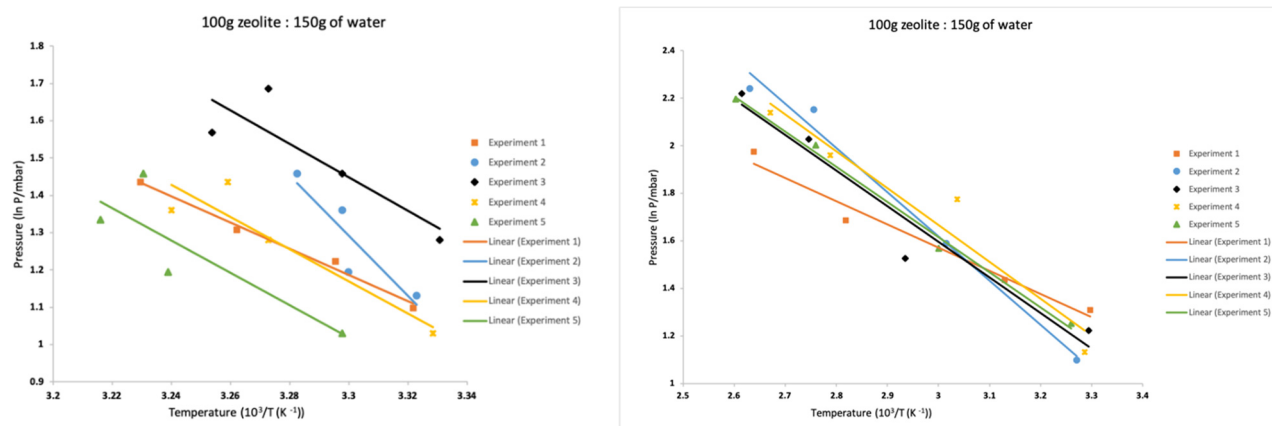 100g zeolite : 150g of water
Pressure (ln P/mbar)
1.8
1.7
1.6
1.5
1.4
1.3
1.2
1.1
1
0.9
3.2
3.22
3.24
3.26
3.28
3.3
3.32
3.34
Temperature (10³/T (K ⁻¹))
Experiment 1
Experiment 2
Experiment 3
Experiment 4
Experiment 5
Linear (Experiment 1)
Linear (Experiment 2)
Linear (Experiment 3)
Linear (Experiment 4)
Linear (Experiment 5)
100g zeolite : 150g of water
Pressure (ln P/mbar)
2.4
2.2
2
1.8
1.6
1.4
1.2
1
2.5
2.6
2.7
2.8
2.9
3
3.1
3.2
3.3
3.4
Temperature (10³/T (K ⁻¹))
Experiment 1
Experiment 2
Experiment 3
Experiment 4
Experiment 5
Linear (Experiment 1)
Linear (Experiment 2)
Linear (Experiment 3)
Linear (Experiment 4)
Linear (Experiment 5)